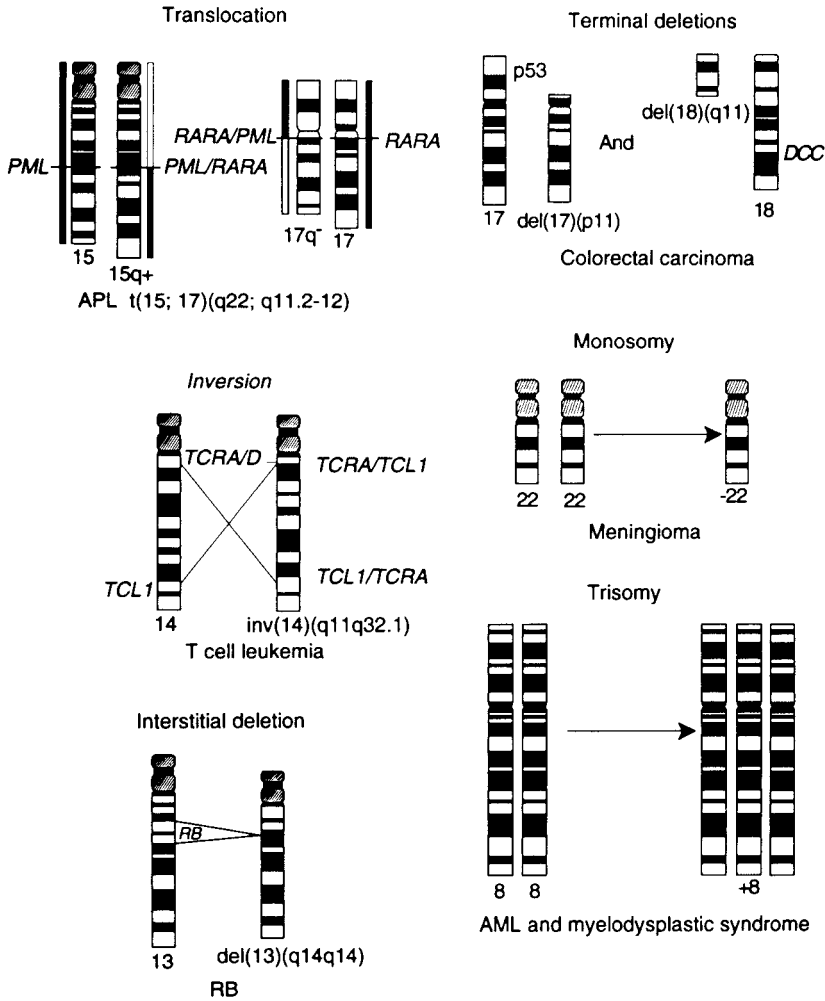 Translocation
PML
PML/RARA
15
15q+
RARA/PML
RARA
17q-
17
APL t(15; 17)(q22; q11.2-12)
Terminal deletions
p53
17
del(17)(p11)
And
del(18)(q11)
DCC
18
Colorectal carcinoma
Inversion
TCRA/D
TCRA/TCL1
TCL1
TCL1/TCRA
14
inv(14)(q11q32.1)
T cell leukemia
Monosomy
22
22
-22
Meningioma
Interstitial deletion
RB
13
del(13)(q14q14)
RB
Trisomy
8
8
+8
AML and myelodysplastic syndrome